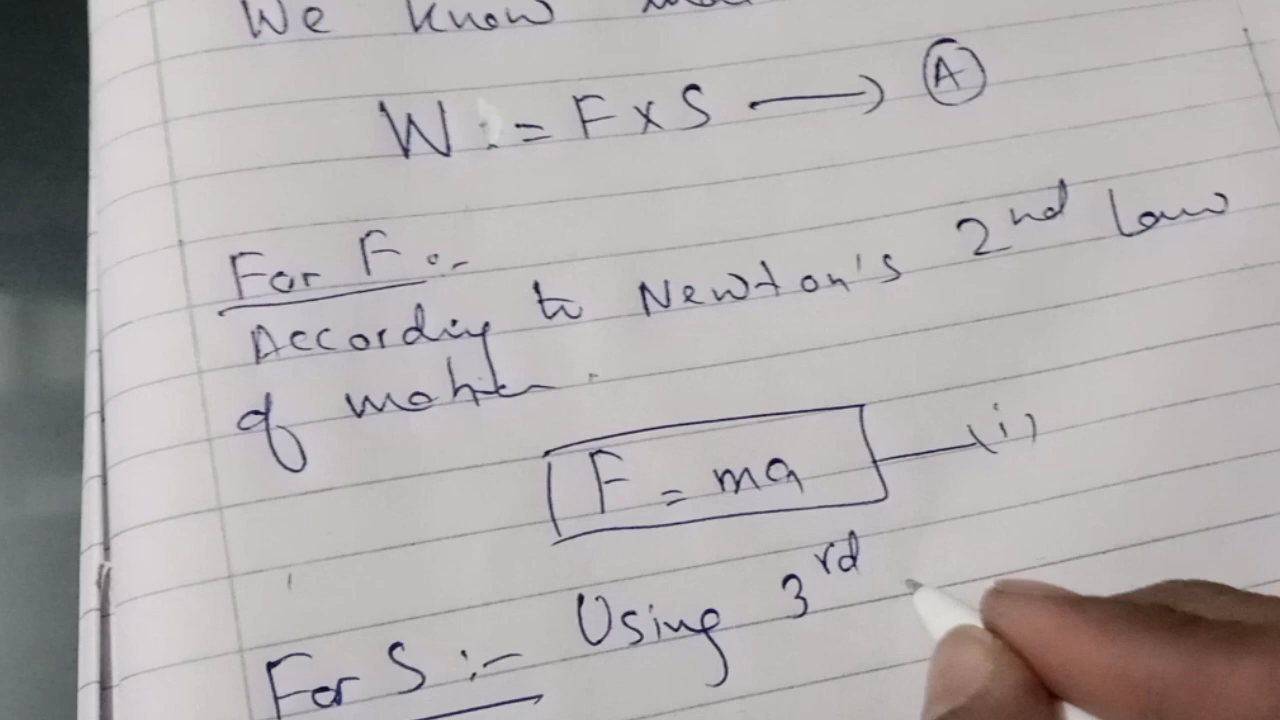 We know
W = F x S → (A)
For F :-
According to Newton's 2nd law
of motion.
F = ma —(i)
For S :- Using 3rd